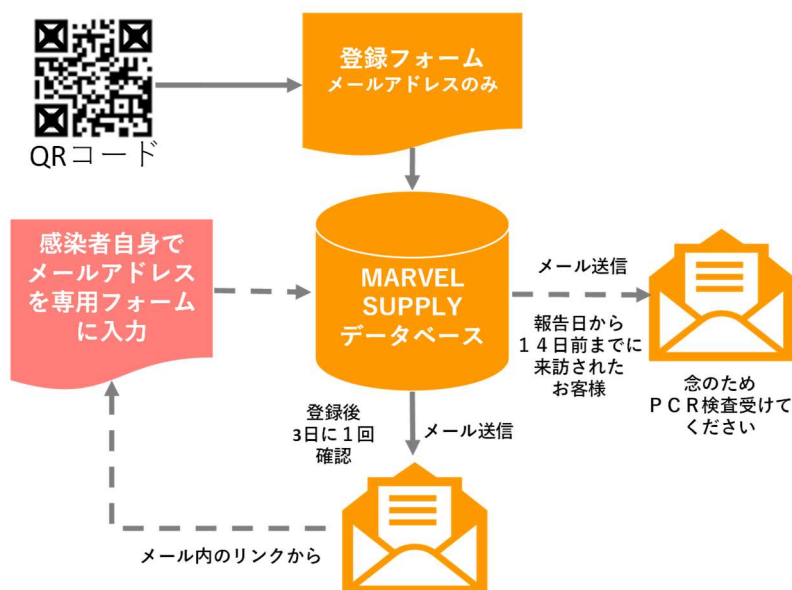 QRコード
登録フォーム
メールアドレスのみ
感染者自身で
メールアドレス
を専用フォーム
に入力
MARVEL
SUPPLY
データベース
メール送信
報告日から
１４日前までに
来訪された
お客様
念のため
ＰＣＲ検査受けて
ください
登録後
3日に１回
確認
メール送信
メール内のリンクから